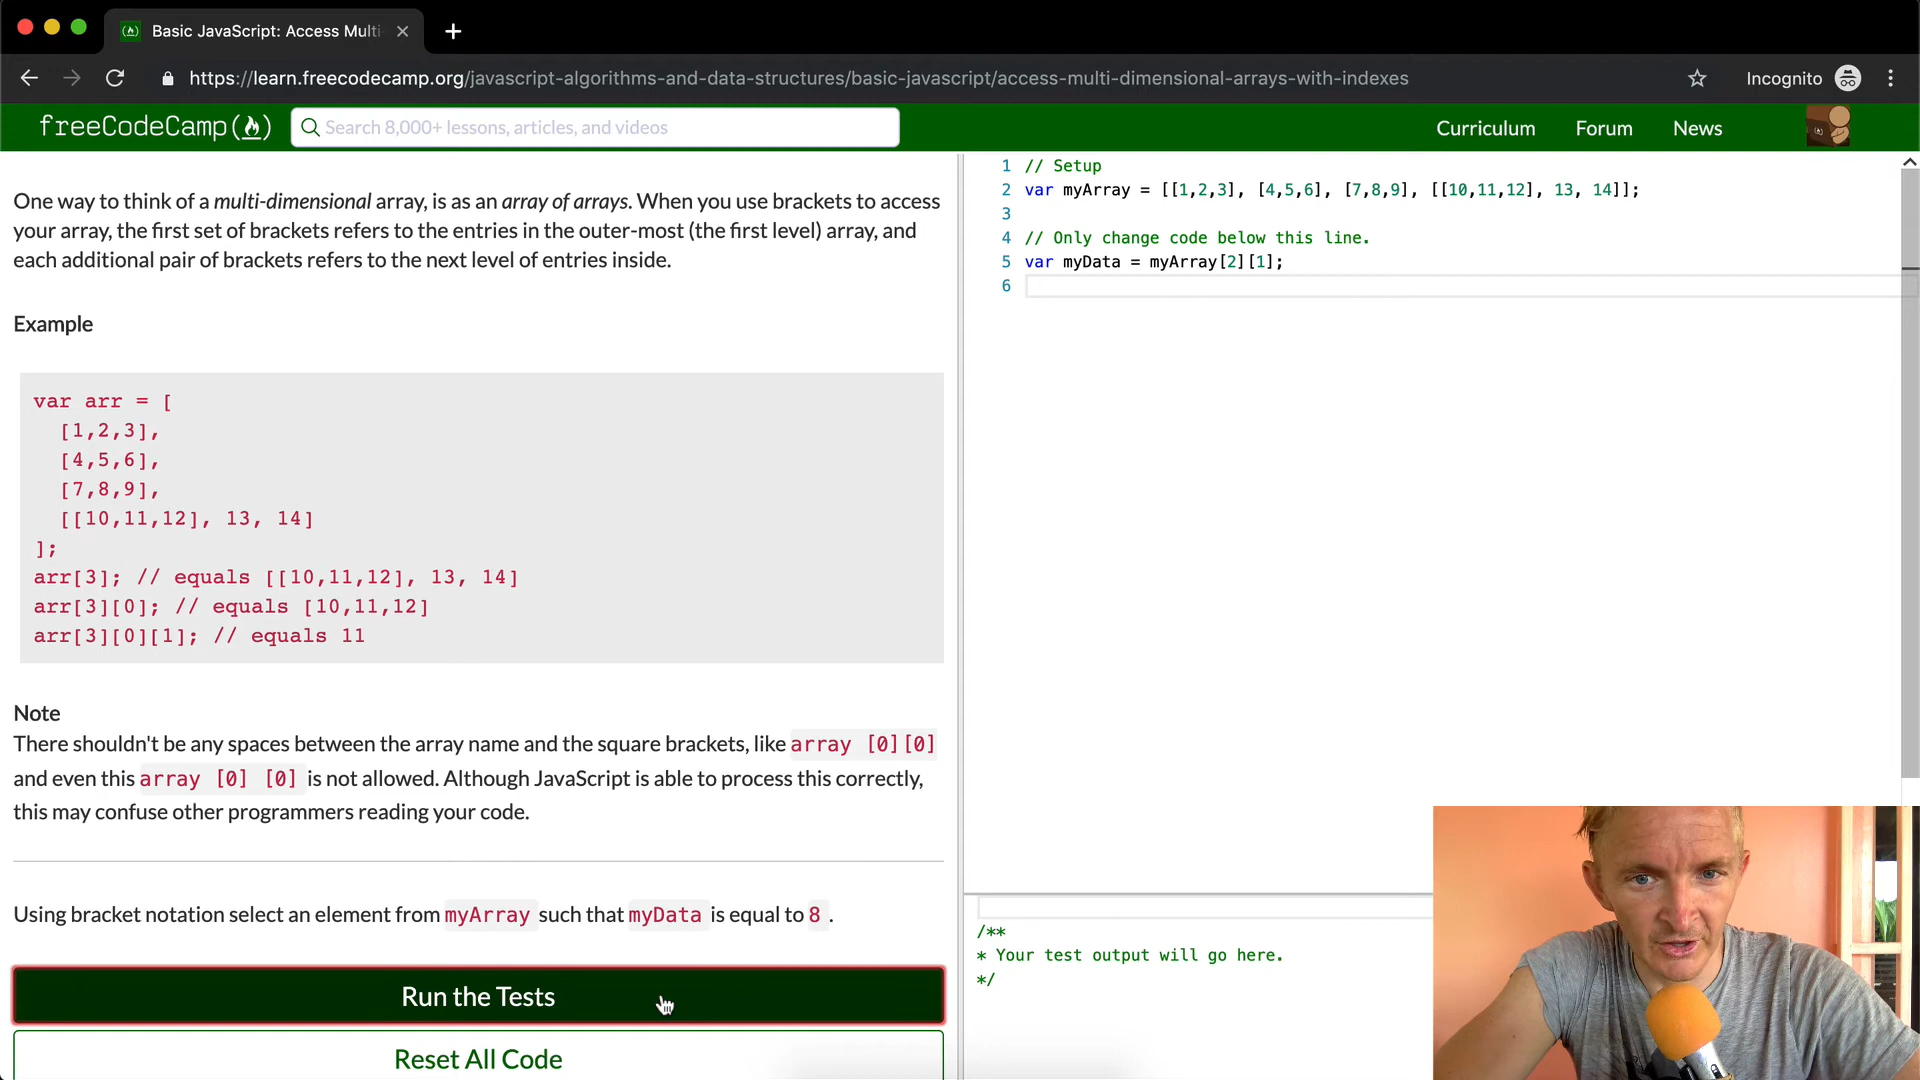 Basic JavaScript: Access Multi-
https://learn.freecodecamp.org/javascript-algorithms-and-data-structures/basic-javascript/access-multi-dimensional-arrays-with-indexes
Incognito
freeCodeCamp
Search 8,000+ lessons, articles, and videos
Curriculum
Forum
News
One way to think of a multi-dimensional array, is as an array of arrays. When you use brackets to access
your array, the first set of brackets refers to the entries in the outer-most (the first level) array, and
each additional pair of brackets refers to the next level of entries inside.
Example
var arr = [
[1,2,3],
[4,5,6],
[7,8,9],
[[10,11,12], 13, 14]
];
arr[3]; // equals [[10,11,12], 13, 14]
arr[3][0]; // equals [10,11,12]
arr[3][0][1]; // equals 11
Note
There shouldn't be any spaces between the array name and the square brackets, like array [0][0]
and even this array [0] [0] is not allowed. Although JavaScript is able to process this correctly,
this may confuse other programmers reading your code.
Using bracket notation select an element from myArray such that myData is equal to 8 .
Run the Tests
Reset All Code
1 // Setup
2 var myArray = [[1,2,3], [4,5,6], [7,8,9], [[10,11,12], 13, 14]];
3
4 // Only change code below this line.
5 var myData = myArray[2][1];
6
/**
* Your test output will go here.
*/